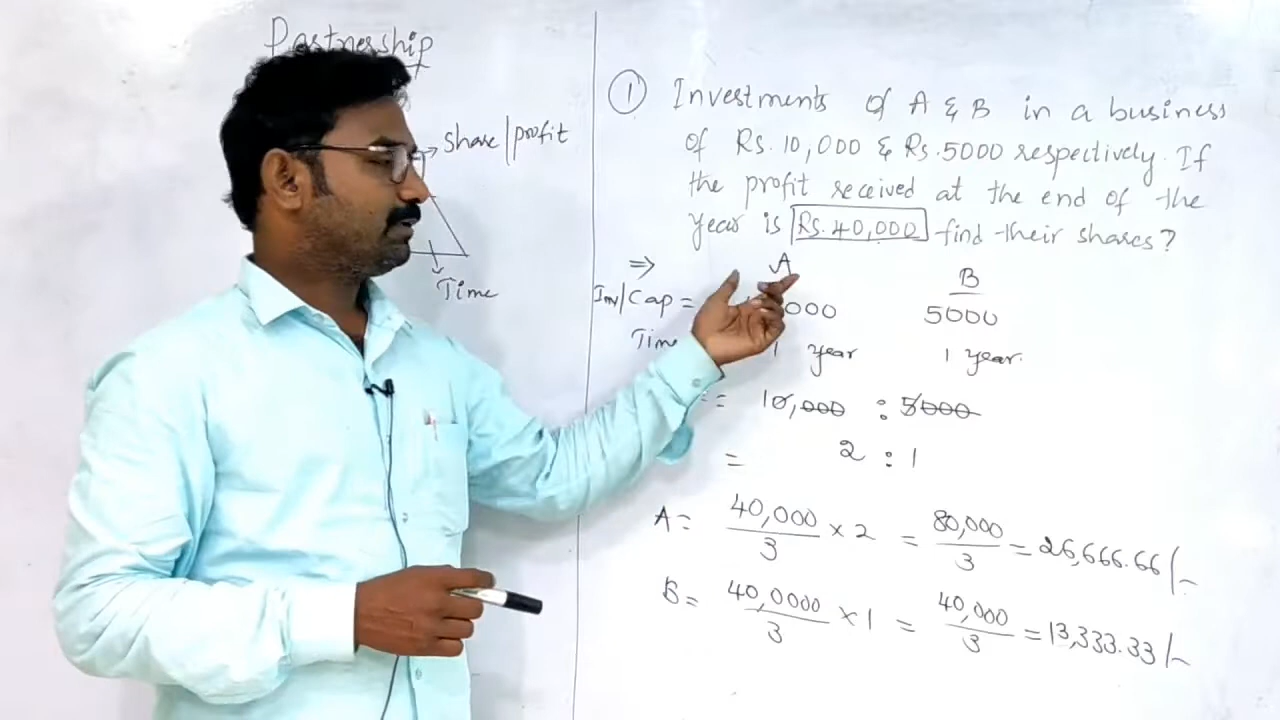 Partnership
share/profit
Time
① Investments of A & B in a business
of Rs. 10,000 & Rs. 5000 respectively. If
the profit received at the end of the
year is Rs. 40,000 find their shares?
⇒ A B
Inv/Cap = 000 5000
1 year 1 year.
= 10,000 : 5000
= 2 : 1
A = 40,000/3 × 2 = 80,000/3 = 26,666.66/-
B = 40,0000/3 × 1 = 40,000/3 = 13,333.33/-